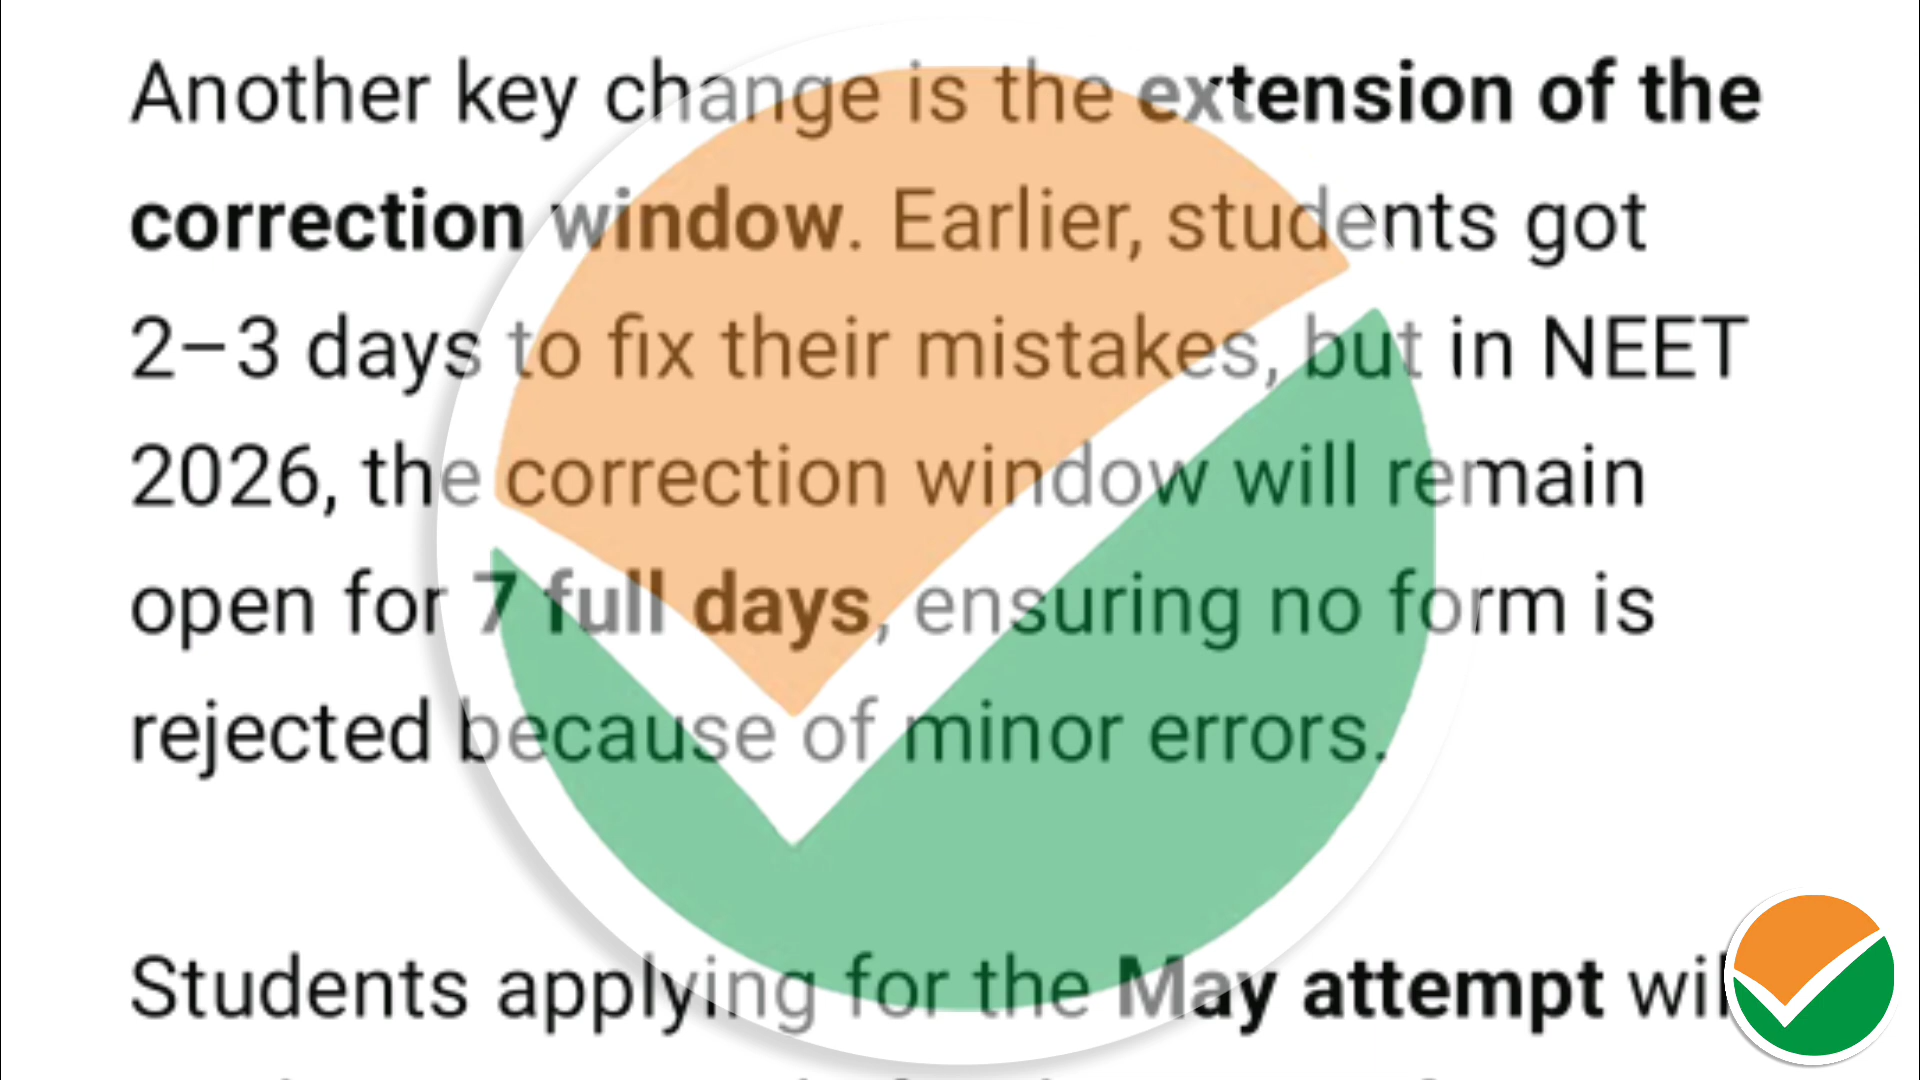 Another key change is the extension of the
correction window. Earlier, students got
2–3 days to fix their mistakes, but in NEET
2026, the correction window will remain
open for 7 full days, ensuring no form is
rejected because of minor errors.
Students applying for the May attempt